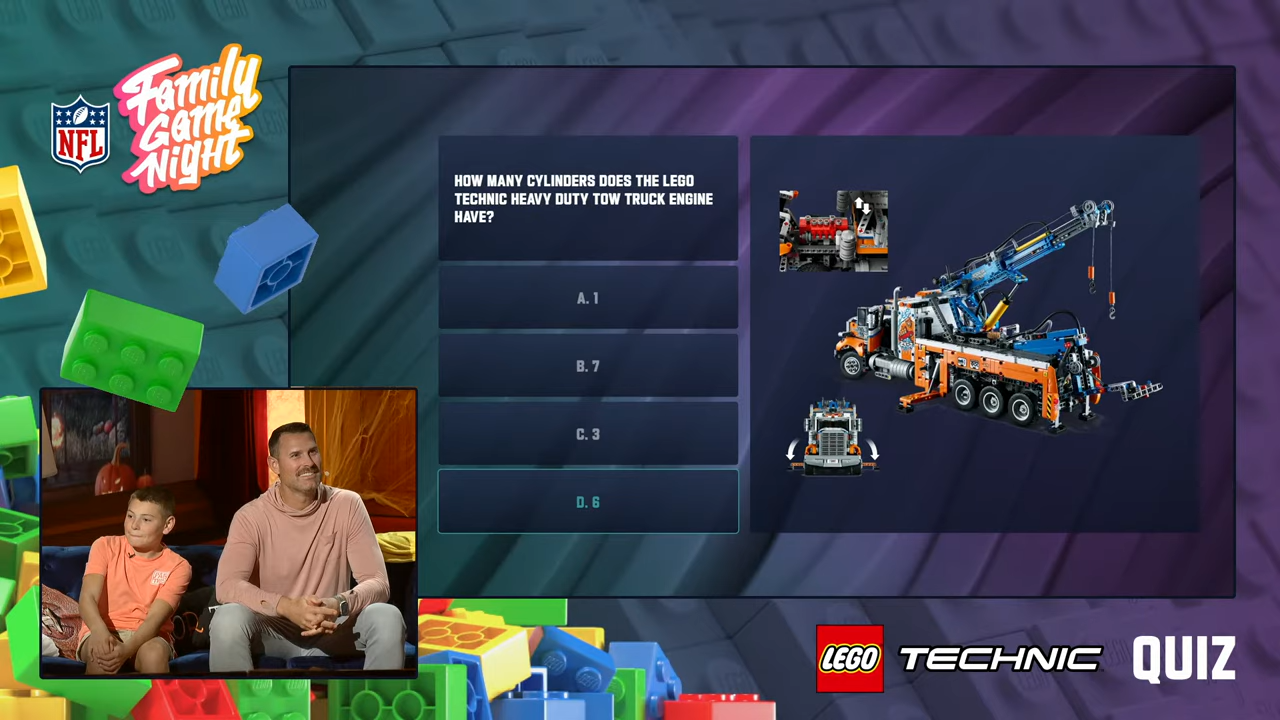 NFL
Family
Game
Night
HOW MANY CYLINDERS DOES THE LEGO
TECHNIC HEAVY DUTY TOW TRUCK ENGINE
HAVE?
A. 1
B. 7
C. 3
D. 6
LEGO TECHNIC QUIZ